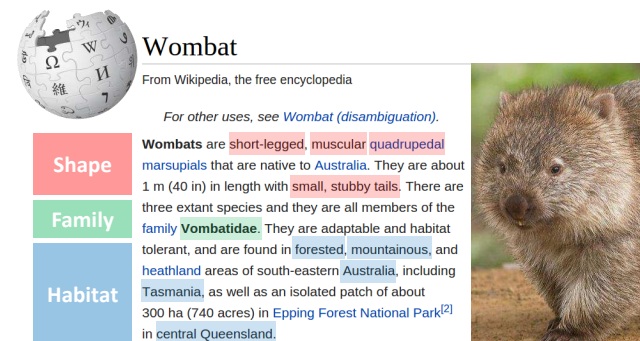 Wombat
From Wikipedia, the free encyclopedia
For other uses, see Wombat (disambiguation).
Shape
Family
Habitat
Wombats are short-legged, muscular quadrupedal
marsupials that are native to Australia. They are about
1 m (40 in) in length with small, stubby tails. There are
three extant species and they are all members of the
family Vombatidae. They are adaptable and habitat
tolerant, and are found in forested, mountainous, and
heathland areas of south-eastern Australia, including
Tasmania, as well as an isolated patch of about
300 ha (740 acres) in Epping Forest National Park[2]
in central Queensland.